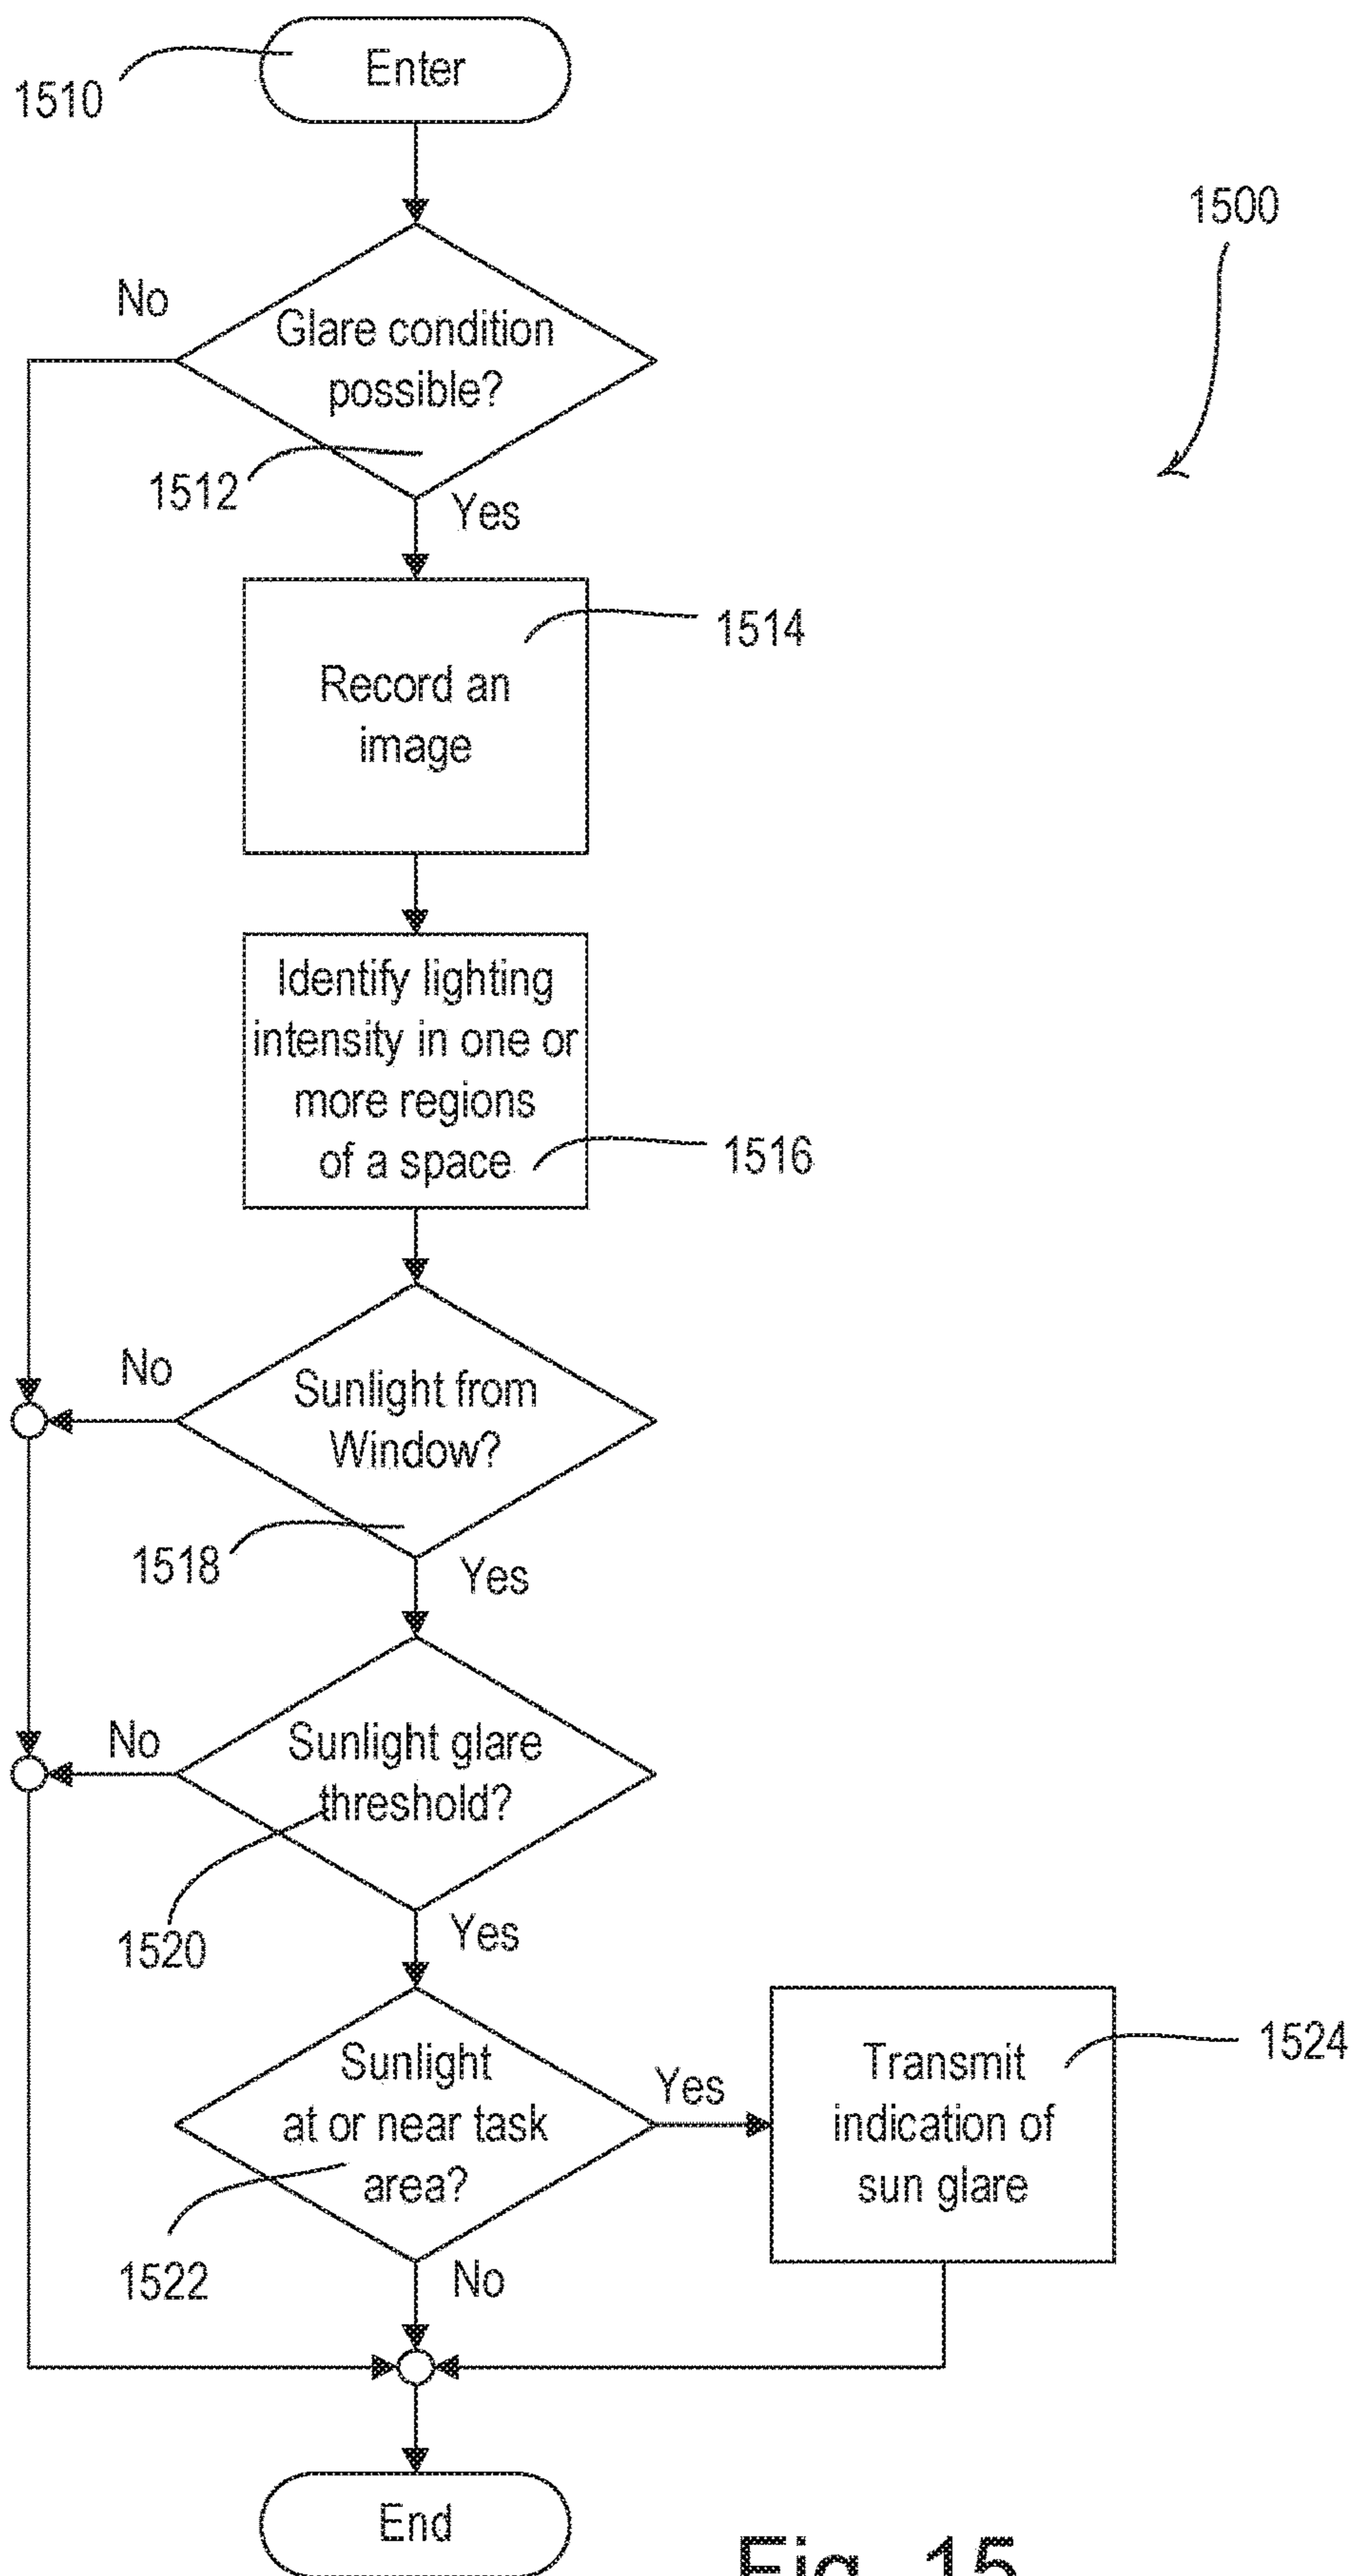 Enter
1510
1500
No
Glare condition
possible?
1512
Yes
1514
Record an
image
Identify lighting
intensity in one or
more regions
of a space
1516
No
Sunlight from
Window?
1518
Yes
No
Sunlight glare
threshold?
1520
Yes
Sunlight
at or near task
area?
Yes
Transmit
indication of
sun glare
1524
1522
No
End
Fig. 15